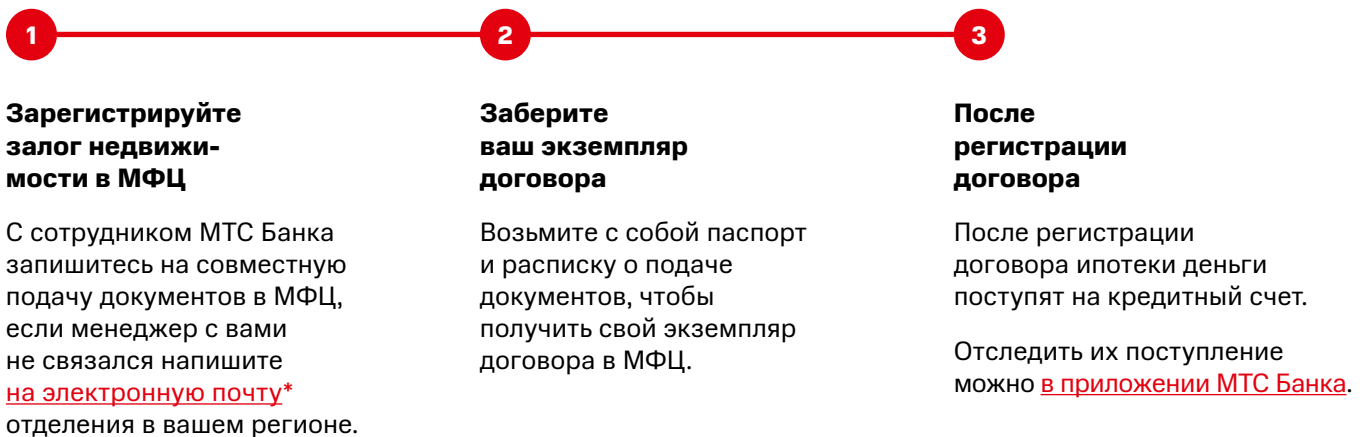 1
Зарегистрируйте
залог недвижи-
мости в МФЦ
С сотрудником МТС Банка
запишитесь на совместную
подачу документов в МФЦ,
если менеджер с вами
не связался напишите
на электронную почту*
отделения в вашем регионе.
2
Заберите
ваш экземпляр
договора
Возьмите с собой паспорт
и расписку о подаче
документов, чтобы
получить свой экземпляр
договора в МФЦ.
3
После
регистрации
договора
После регистрации
договора ипотеки деньги
поступят на кредитный счет.
Отследить их поступление
можно в приложении МТС Банка.